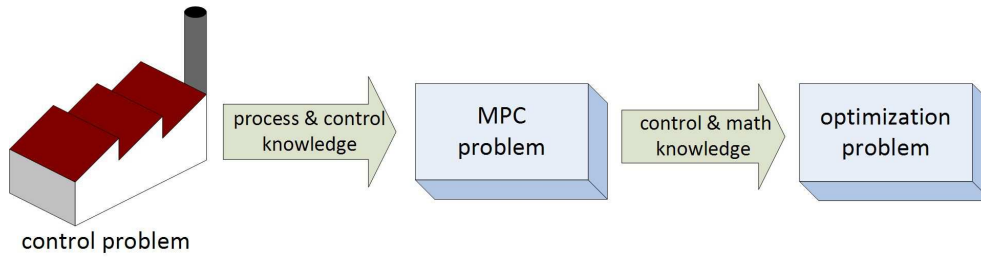 control problem
process & control
knowledge
MPC
problem
control & math
knowledge
optimization
problem